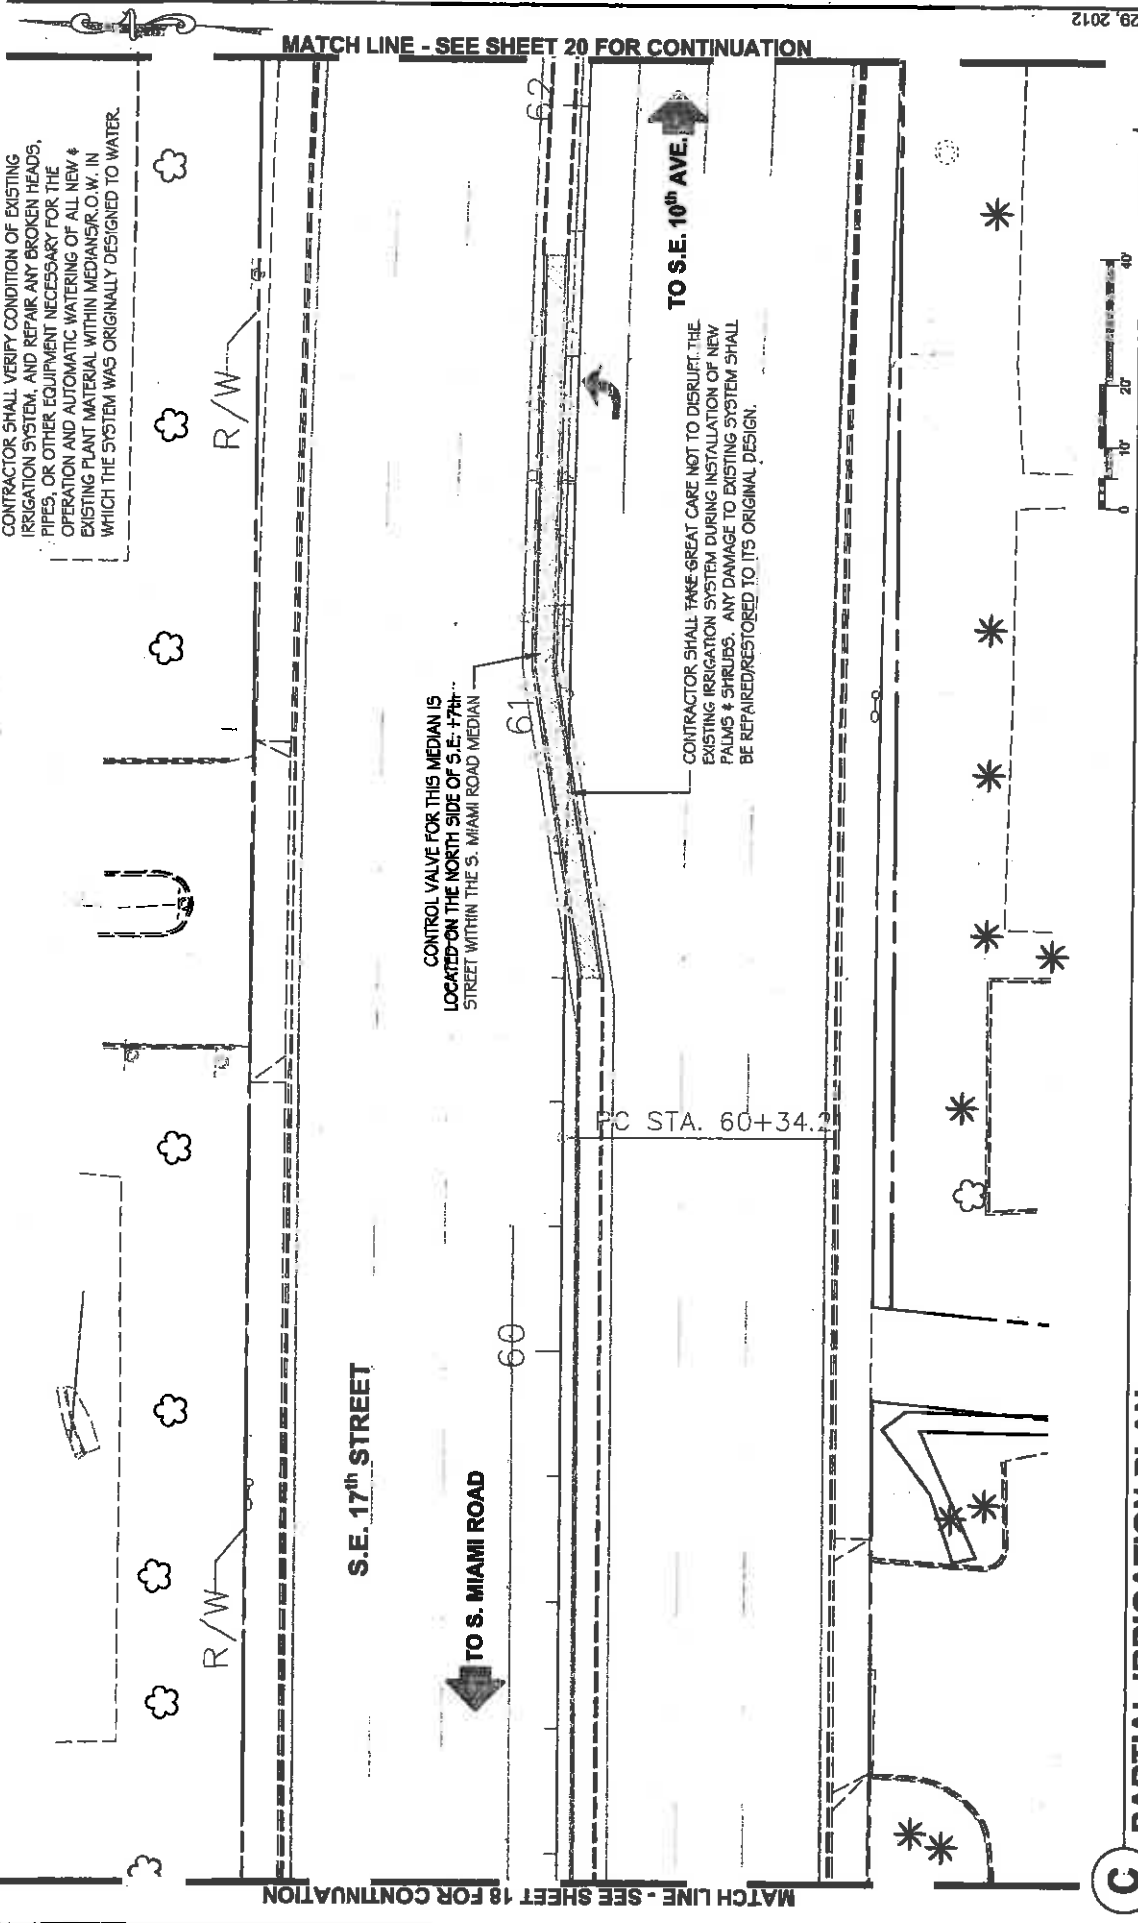 29, 2012
MATCH LINE - SEE SHEET 20 FOR CONTINUATION
CONTRACTOR SHALL VERIFY CONDITION OF EXISTING
IRRIGATION SYSTEM, AND REPAIR ANY BROKEN HEADS,
PIPES, OR OTHER EQUIPMENT NECESSARY FOR THE
OPERATION AND AUTOMATIC WATERING OF ALL NEW &
EXISTING PLANT MATERIAL WITHIN MEDIANS/R.O.W. IN
WHICH THE SYSTEM WAS ORIGINALLY DESIGNED TO WATER.
R/W
62
TO S.E. 10th AVE.
CONTROL VALVE FOR THIS MEDIAN IS
LOCATED ON THE NORTH SIDE OF S.E. 17th
STREET WITHIN THE S. MIAMI ROAD MEDIAN
61
CONTRACTOR SHALL TAKE GREAT CARE NOT TO DISRUPT THE
EXISTING IRRIGATION SYSTEM DURING INSTALLATION OF NEW
PALMS & SHRUBS. ANY DAMAGE TO EXISTING SYSTEM SHALL
BE REPAIRED/RESTORED TO ITS ORIGINAL DESIGN.
PC STA. 60+34.2
60
S.E. 17th STREET
TO S. MIAMI ROAD
R/W
0 10' 20' 40'
MATCH LINE - SEE SHEET 18 FOR CONTINUATION
C
PARTIAL IRRIGATION PLAN